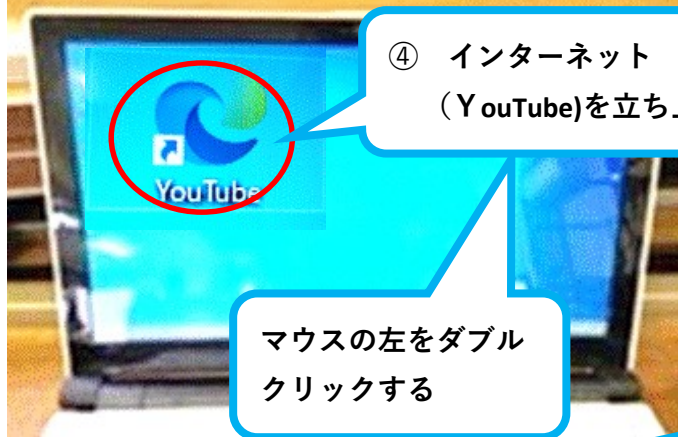 ④　インターネット
（ＹouTube)を立ち
YouTube
マウスの左をダブル
クリックする